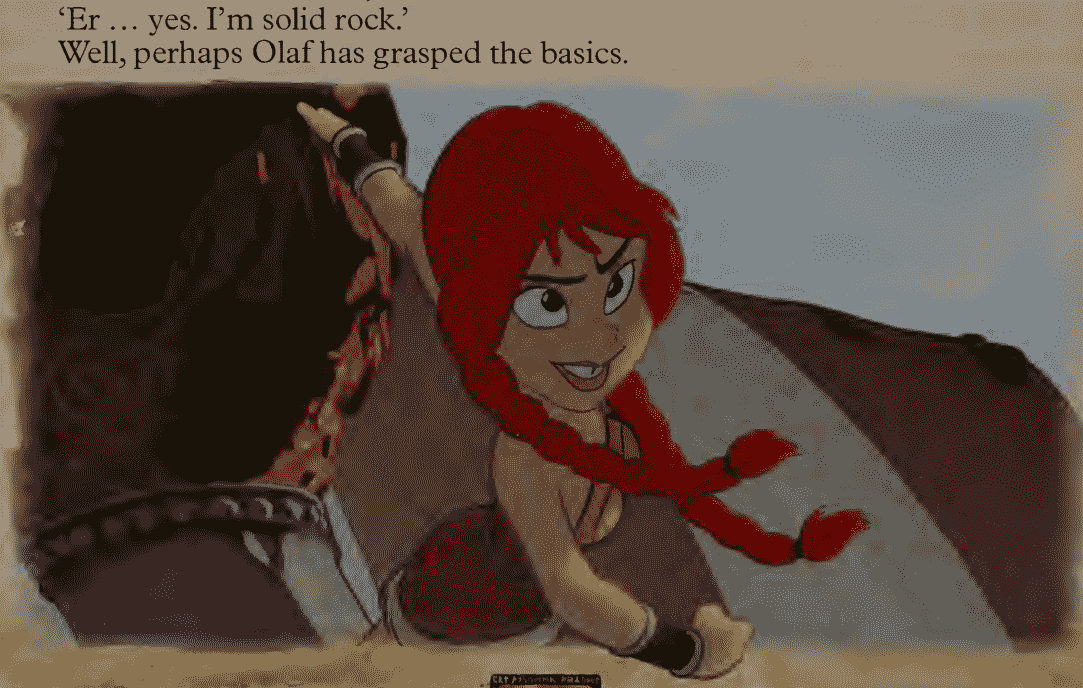 ‘Er … yes. I’m solid rock.’
Well, perhaps Olaf has grasped the basics.